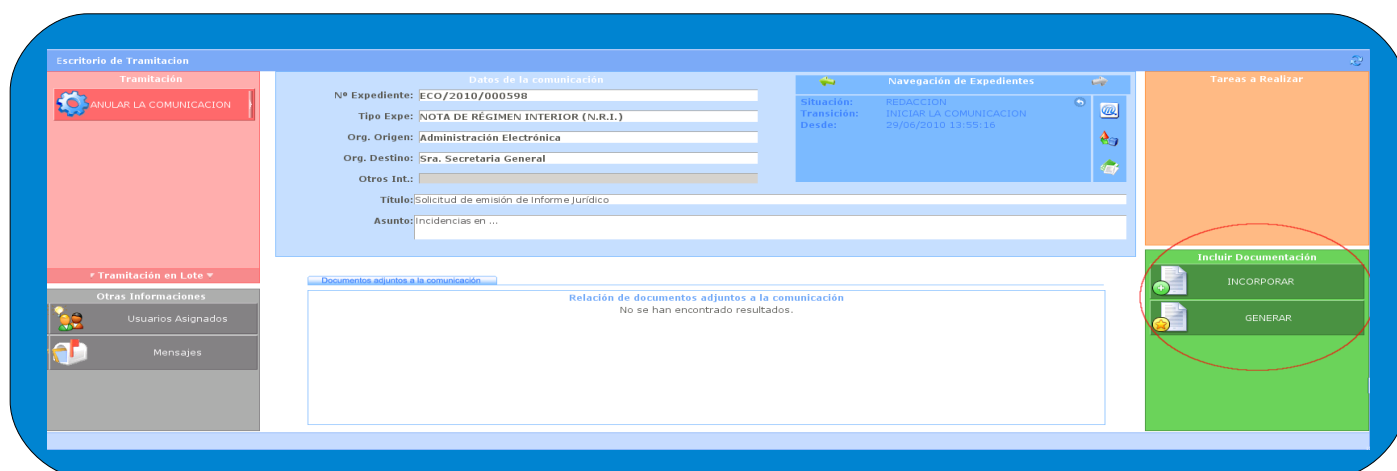 Escritorio de Tramitacion
Tramitación
ANULAR LA COMUNICACION
* Tramitación en Lote
Otras Informaciones
Usuarios Asignados
Mensajes
Datos de la comunicación
Nº Expediente: ECO/2010/000598
Tipo Expe: NOTA DE RÉGIMEN INTERIOR (N.R.I.)
Org. Origen: Administración Electrónica
Org. Destino: Sra. Secretaria General
Otros Int.:
Título: Solicitud de emisión de Informe Jurídico
Asunto: Incidencias en ...
Navegación de Expedientes
Situación: REDACCION
Transición: INICIAR LA COMUNICACION
Desde: 29/06/2010 13:55:16
Documentos adjuntos a la comunicación
Relación de documentos adjuntos a la comunicación
No se han encontrado resultados.
Tareas a Realizar
Incluir Documentación
INCORPORAR
GENERAR